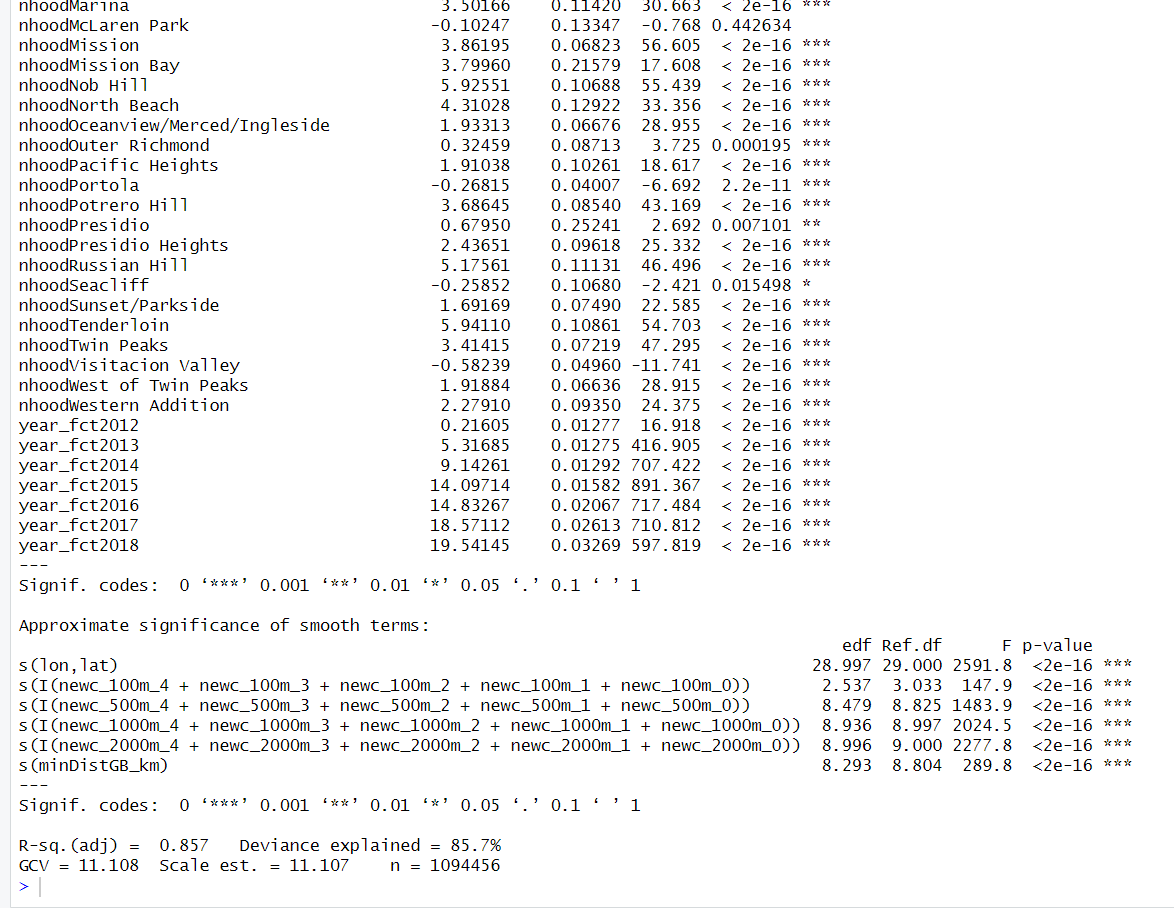 nhoodMarina 3.50166 0.11420 30.663 < 2e-16 ***
nhoodMcLaren Park -0.10247 0.13347 -0.768 0.442634
nhoodMission 3.86195 0.06823 56.605 < 2e-16 ***
nhoodMission Bay 3.79960 0.21579 17.608 < 2e-16 ***
nhoodNob Hill 5.92551 0.10688 55.439 < 2e-16 ***
nhoodNorth Beach 4.31028 0.12922 33.356 < 2e-16 ***
nhoodOceanview/Merced/Ingleside 1.93313 0.06676 28.955 < 2e-16 ***
nhoodOuter Richmond 0.32459 0.08713 3.725 0.000195 ***
nhoodPacific Heights 1.91038 0.10261 18.617 < 2e-16 ***
nhoodPortola -0.26815 0.04007 -6.692 2.2e-11 ***
nhoodPotrero Hill 3.68645 0.08540 43.169 < 2e-16 ***
nhoodPresidio 0.67950 0.25241 2.692 0.007101 **
nhoodPresidio Heights 2.43651 0.09618 25.332 < 2e-16 ***
nhoodRussian Hill 5.17561 0.11131 46.496 < 2e-16 ***
nhoodSeacliff -0.25852 0.10680 -2.421 0.015498 *
nhoodSunset/Parkside 1.69169 0.07490 22.585 < 2e-16 ***
nhoodTenderloin 5.94110 0.10861 54.703 < 2e-16 ***
nhoodTwin Peaks 3.41415 0.07219 47.295 < 2e-16 ***
nhoodVisitacion Valley -0.58239 0.04960 -11.741 < 2e-16 ***
nhoodWest of Twin Peaks 1.91884 0.06636 28.915 < 2e-16 ***
nhoodWestern Addition 2.27910 0.09350 24.375 < 2e-16 ***
year_fct2012 0.21605 0.01277 16.918 < 2e-16 ***
year_fct2013 5.31685 0.01275 416.905 < 2e-16 ***
year_fct2014 9.14261 0.01292 707.422 < 2e-16 ***
year_fct2015 14.09714 0.01582 891.367 < 2e-16 ***
year_fct2016 14.83267 0.02067 717.484 < 2e-16 ***
year_fct2017 18.57112 0.02613 710.812 < 2e-16 ***
year_fct2018 19.54145 0.03269 597.819 < 2e-16 ***
---
Signif. codes: 0 ‘***’ 0.001 ‘**’ 0.01 ‘*’ 0.05 ‘.’ 0.1 ‘ ’ 1
Approximate significance of smooth terms:
edf Ref.df F p-value
s(lon,lat) 28.997 29.000 2591.8 <2e-16 ***
s(I(newc_100m_4 + newc_100m_3 + newc_100m_2 + newc_100m_1 + newc_100m_0)) 2.537 3.033 147.9 <2e-16 ***
s(I(newc_500m_4 + newc_500m_3 + newc_500m_2 + newc_500m_1 + newc_500m_0)) 8.479 8.825 1483.9 <2e-16 ***
s(I(newc_1000m_4 + newc_1000m_3 + newc_1000m_2 + newc_1000m_1 + newc_1000m_0)) 8.936 8.997 2024.5 <2e-16 ***
s(I(newc_2000m_4 + newc_2000m_3 + newc_2000m_2 + newc_2000m_1 + newc_2000m_0)) 8.996 9.000 2277.8 <2e-16 ***
s(minDistGB_km) 8.293 8.804 289.8 <2e-16 ***
---
Signif. codes: 0 ‘***’ 0.001 ‘**’ 0.01 ‘*’ 0.05 ‘.’ 0.1 ‘ ’ 1
R-sq.(adj) = 0.857 Deviance explained = 85.7%
GCV = 11.108 Scale est. = 11.107 n = 1094456
>